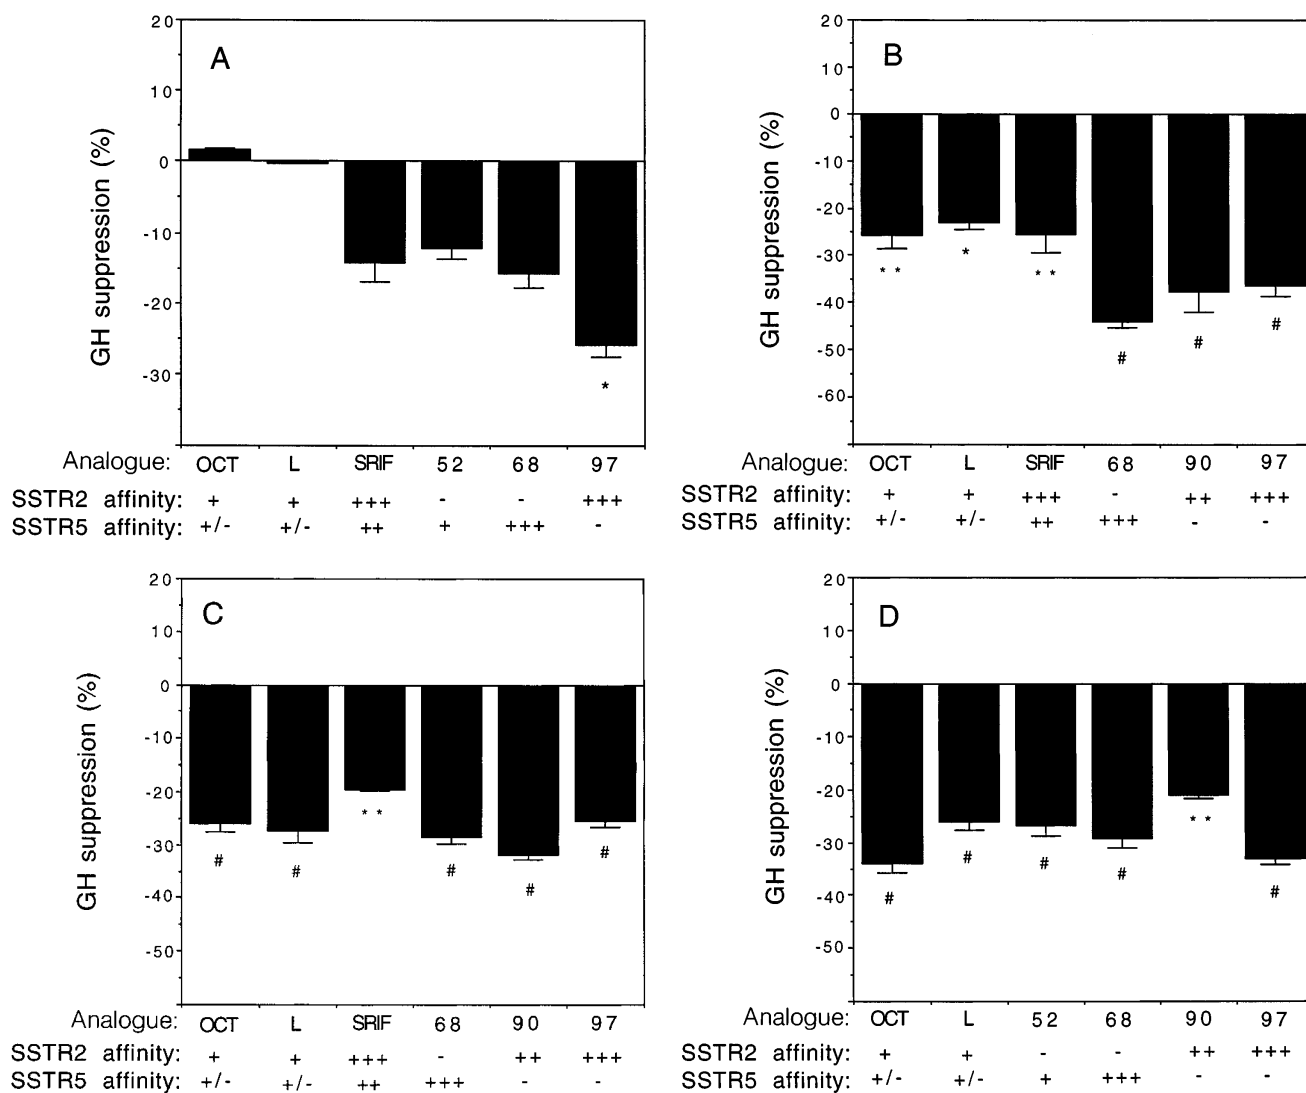 A
20
10
0
-10
-20
-30
GH suppression (%)
*
Analogue: OCT L SRIF 52 68 97
SSTR2 affinity: + + +++ - - +++
SSTR5 affinity: +/- +/- ++ + +++ -
B
20
10
0
-10
-20
-30
-40
-50
-60
GH suppression (%)
** * ** # # #
Analogue: OCT L SRIF 68 90 97
SSTR2 affinity: + + +++ - ++ +++
SSTR5 affinity: +/- +/- ++ +++ - -
C
20
10
0
-10
-20
-30
-40
-50
GH suppression (%)
# # ** # # #
Analogue: OCT L SRIF 68 90 97
SSTR2 affinity: + + +++ - ++ +++
SSTR5 affinity: +/- +/- ++ +++ - -
D
20
10
0
-10
-20
-30
-40
-50
GH suppression (%)
# # # # ** #
Analogue: OCT L 52 68 90 97
SSTR2 affinity: + + - - ++ +++
SSTR5 affinity: +/- +/- + +++ - -